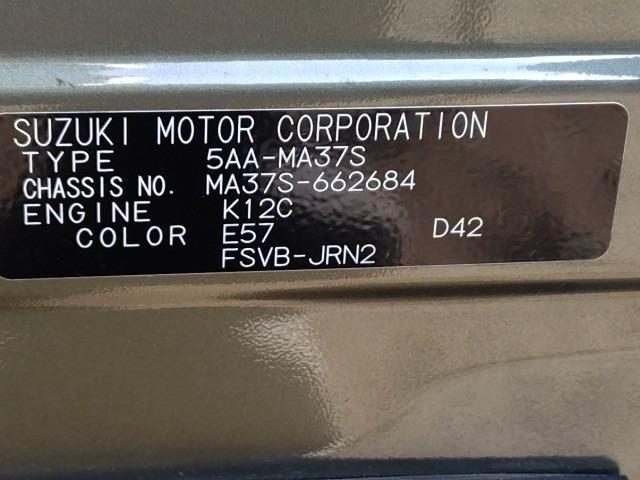 SUZUKI MOTOR CORPORATION
TYPE 5AA-MA37S
CHASSIS NO. MA37S-662684
ENGINE K12C
COLOR E57 D42
FSVB-JRN2